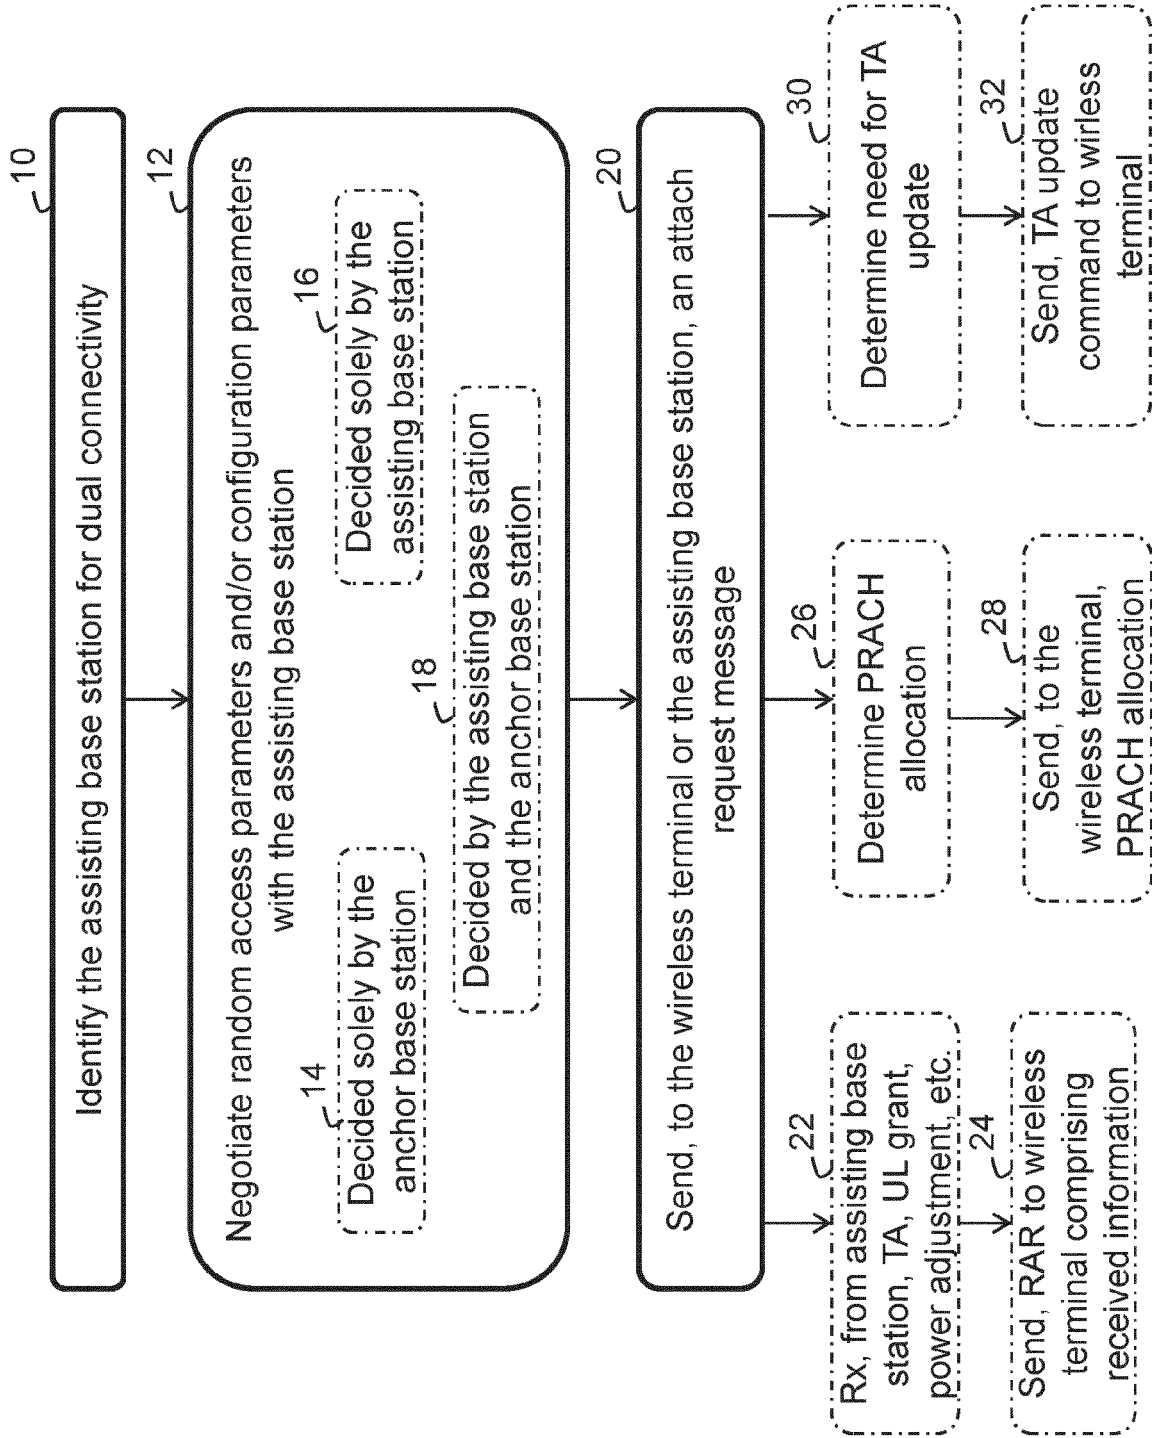 10
Identify the assisting base station for dual connectivity
12
Negotiate random access parameters and/or configuration parameters
with the assisting base station
14
Decided solely by the
anchor base station
16
Decided solely by the
assisting base station
18
Decided by the assisting base station
and the anchor base station
20
Send, to the wireless terminal or the assisting base station, an attach
request message
22
Rx, from assisting base
station, TA, UL grant,
power adjustment, etc.
24
Send, RAR to wireless
terminal comprising
received information
26
Determine PRACH
allocation
28
Send, to the
wireless terminal,
PRACH allocation
30
Determine need for TA
update
32
Send, TA update
command to wirless
terminal